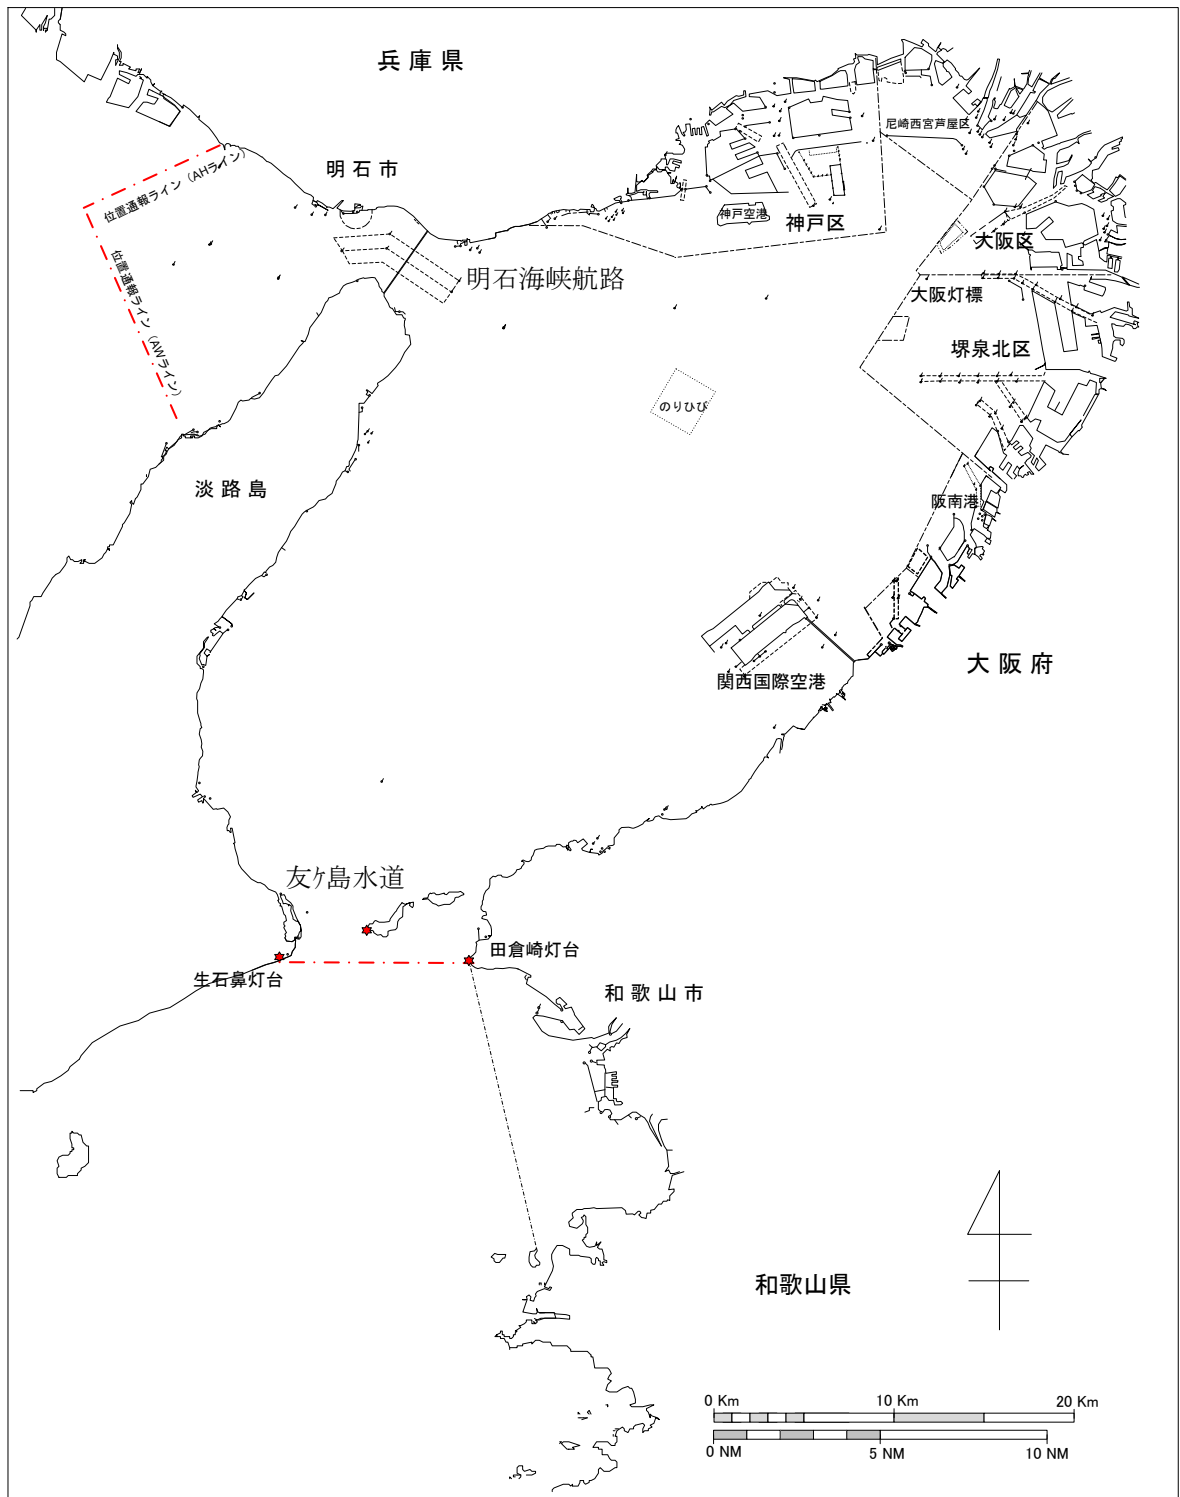 兵庫県
尼崎西宮芦屋区
明石市
位置通報ライン（AHライン）
神戸空港
神戸区
大阪区
位置通報ライン（AWライン）
明石海峡航路
大阪灯標
堺泉北区
のりひび
淡路島
阪南港
大阪府
関西国際空港
友ケ島水道
田倉崎灯台
生石鼻灯台
和歌山市
和歌山県
0 Km 10 Km 20 Km
0 NM 5 NM 10 NM